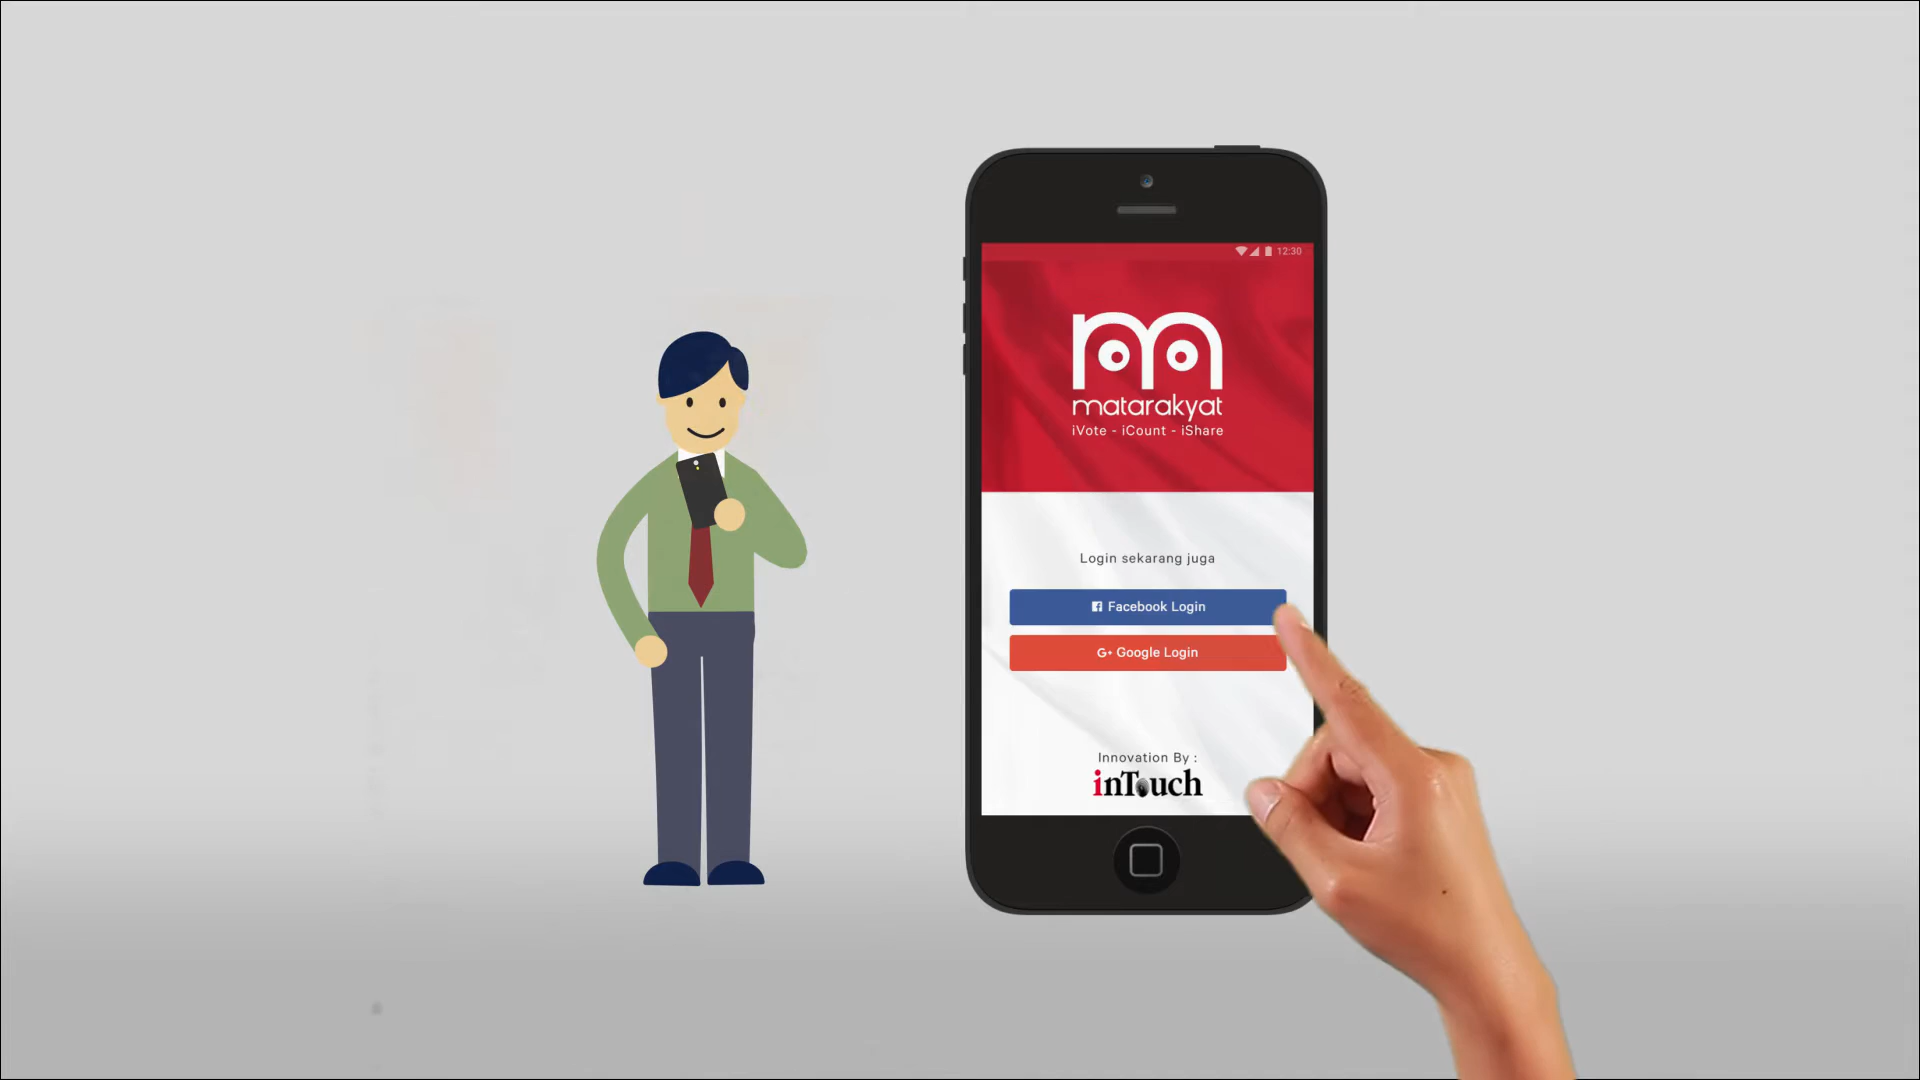 12:30
matarakyat
iVote - iCount - iShare
Login sekarang juga
Facebook Login
G+ Google Login
Innovation By :
inTouch